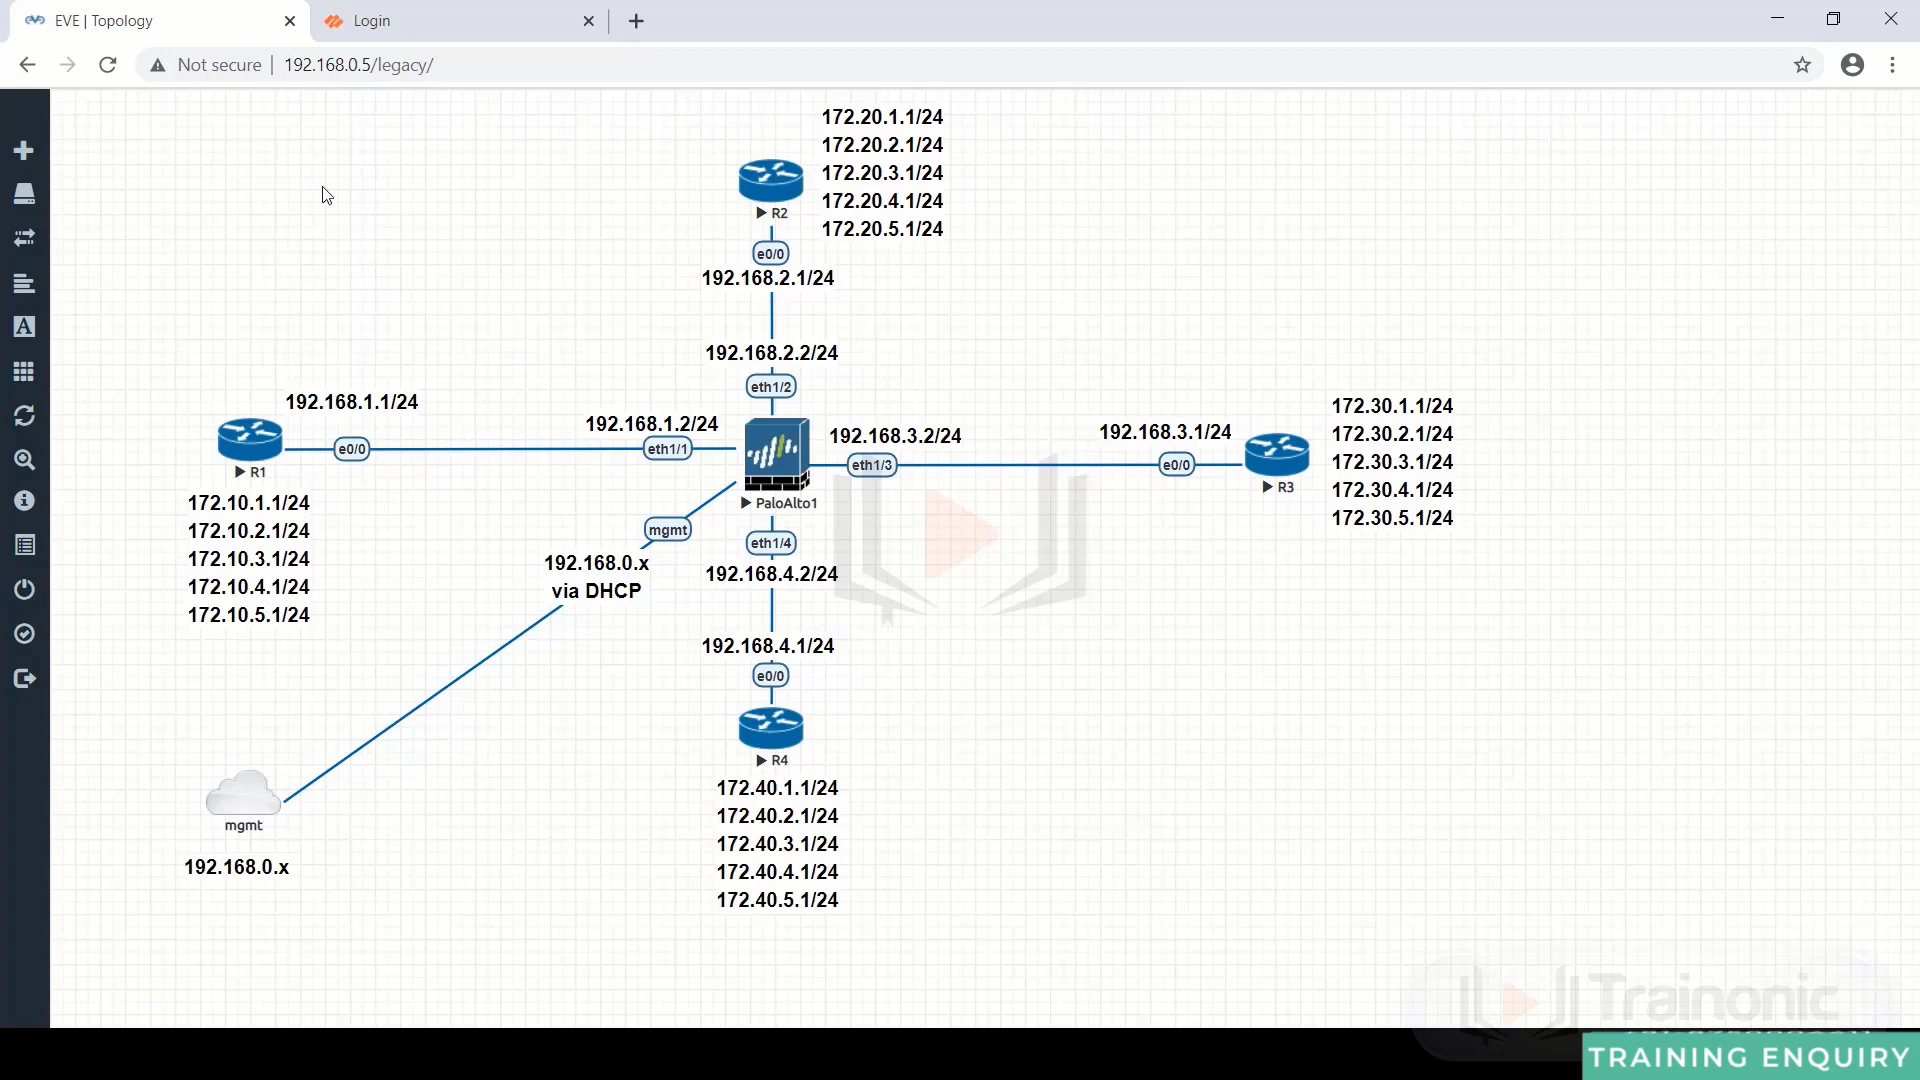 EVE | Topology
Login
Not secure
192.168.0.5/legacy/
172.20.1.1/24
172.20.2.1/24
172.20.3.1/24
172.20.4.1/24
172.20.5.1/24
R2
e0/0
192.168.2.1/24
192.168.2.2/24
eth1/2
192.168.1.1/24
192.168.1.2/24
192.168.3.2/24
192.168.3.1/24
172.30.1.1/24
172.30.2.1/24
172.30.3.1/24
172.30.4.1/24
172.30.5.1/24
e0/0
eth1/1
eth1/3
e0/0
R1
R3
PaloAlto1
172.10.1.1/24
172.10.2.1/24
172.10.3.1/24
172.10.4.1/24
172.10.5.1/24
mgmt
eth1/4
192.168.0.x
via DHCP
192.168.4.2/24
192.168.4.1/24
e0/0
R4
172.40.1.1/24
172.40.2.1/24
172.40.3.1/24
172.40.4.1/24
172.40.5.1/24
mgmt
192.168.0.x
Trainonic
TRAINING ENQUIRY